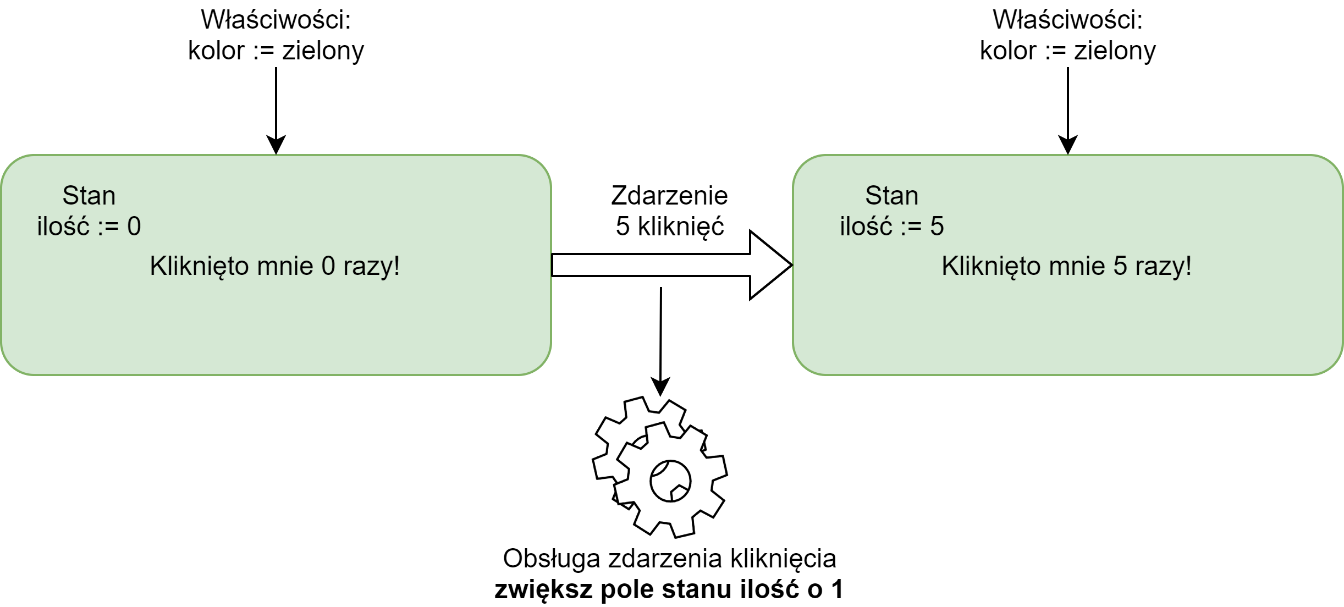 Właściwości:
kolor := zielony
Właściwości:
kolor := zielony
Stan
ilość := 0
Kliknięto mnie 0 razy!
Zdarzenie
5 kliknięć
Stan
ilość := 5
Kliknięto mnie 5 razy!
Obsługa zdarzenia kliknięcia
zwiększ pole stanu ilość o 1